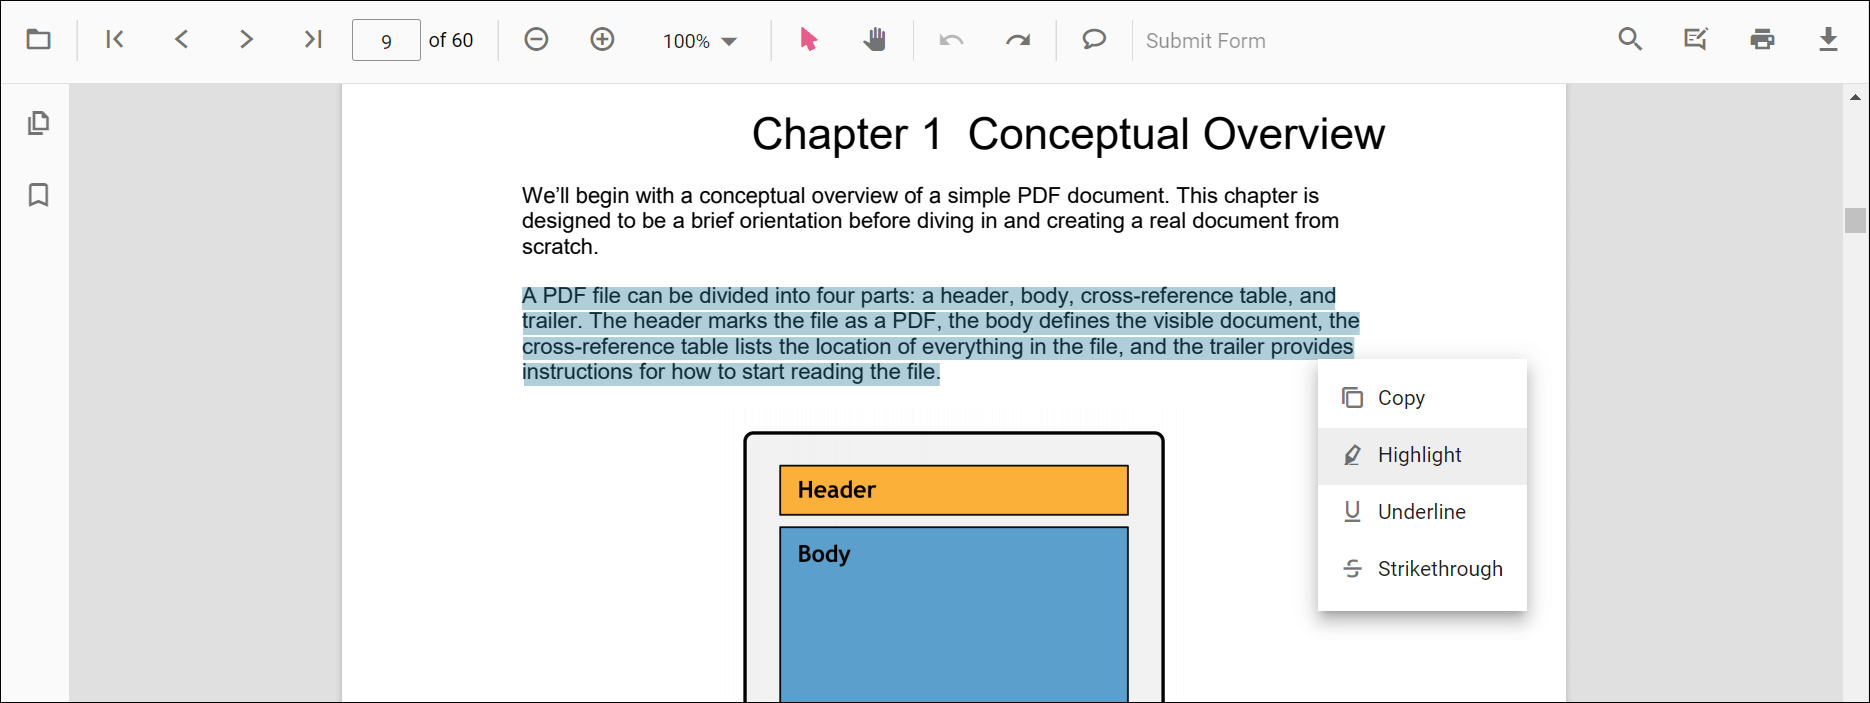 9 of 60 100% Submit Form
Chapter 1 Conceptual Overview
We’ll begin with a conceptual overview of a simple PDF document. This chapter is
designed to be a brief orientation before diving in and creating a real document from
scratch.
A PDF file can be divided into four parts: a header, body, cross-reference table, and
trailer. The header marks the file as a PDF, the body defines the visible document, the
cross-reference table lists the location of everything in the file, and the trailer provides
instructions for how to start reading the file.
Copy
Highlight
Underline
Strikethrough
Header
Body